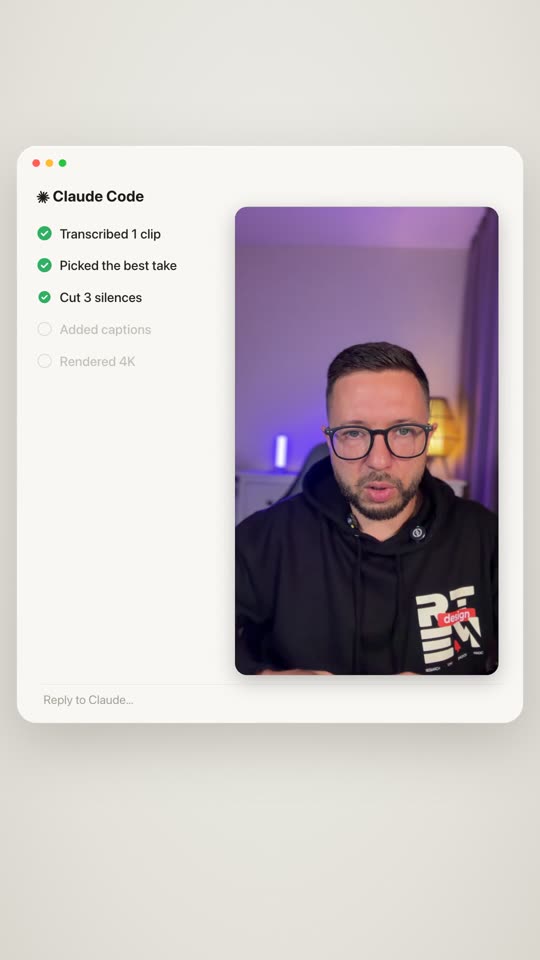 Claude Code
Transcribed 1 clip
Picked the best take
Cut 3 silences
Added captions
Rendered 4K
design
Reply to Claude...